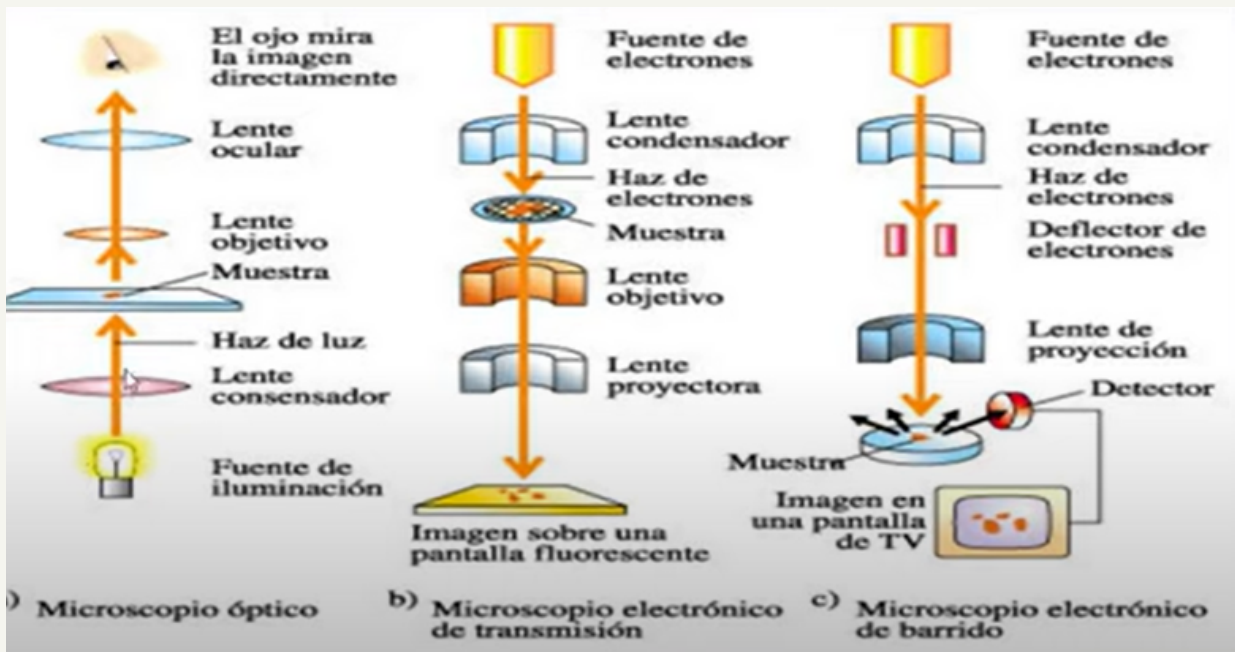 El ojo mira
la imagen
directamente
Lente
ocular
Lente
objetivo
Muestra
Haz de luz
Lente
consensador
Fuente de
iluminación
) Microscopio óptico
Fuente de
electrones
Lente
condensador
Haz de
electrones
Muestra
Lente
objetivo
Lente
proyectora
Imagen sobre una
pantalla fluorescente
b) Microscopio electrónico
de transmisión
Fuente de
electrones
Lente
condensador
Haz de
electrones
Deflector de
electrones
Lente de
proyección
Detector
Muestra
Imagen en
una pantalla
de TV
c) Microscopio electrónico
de barrido